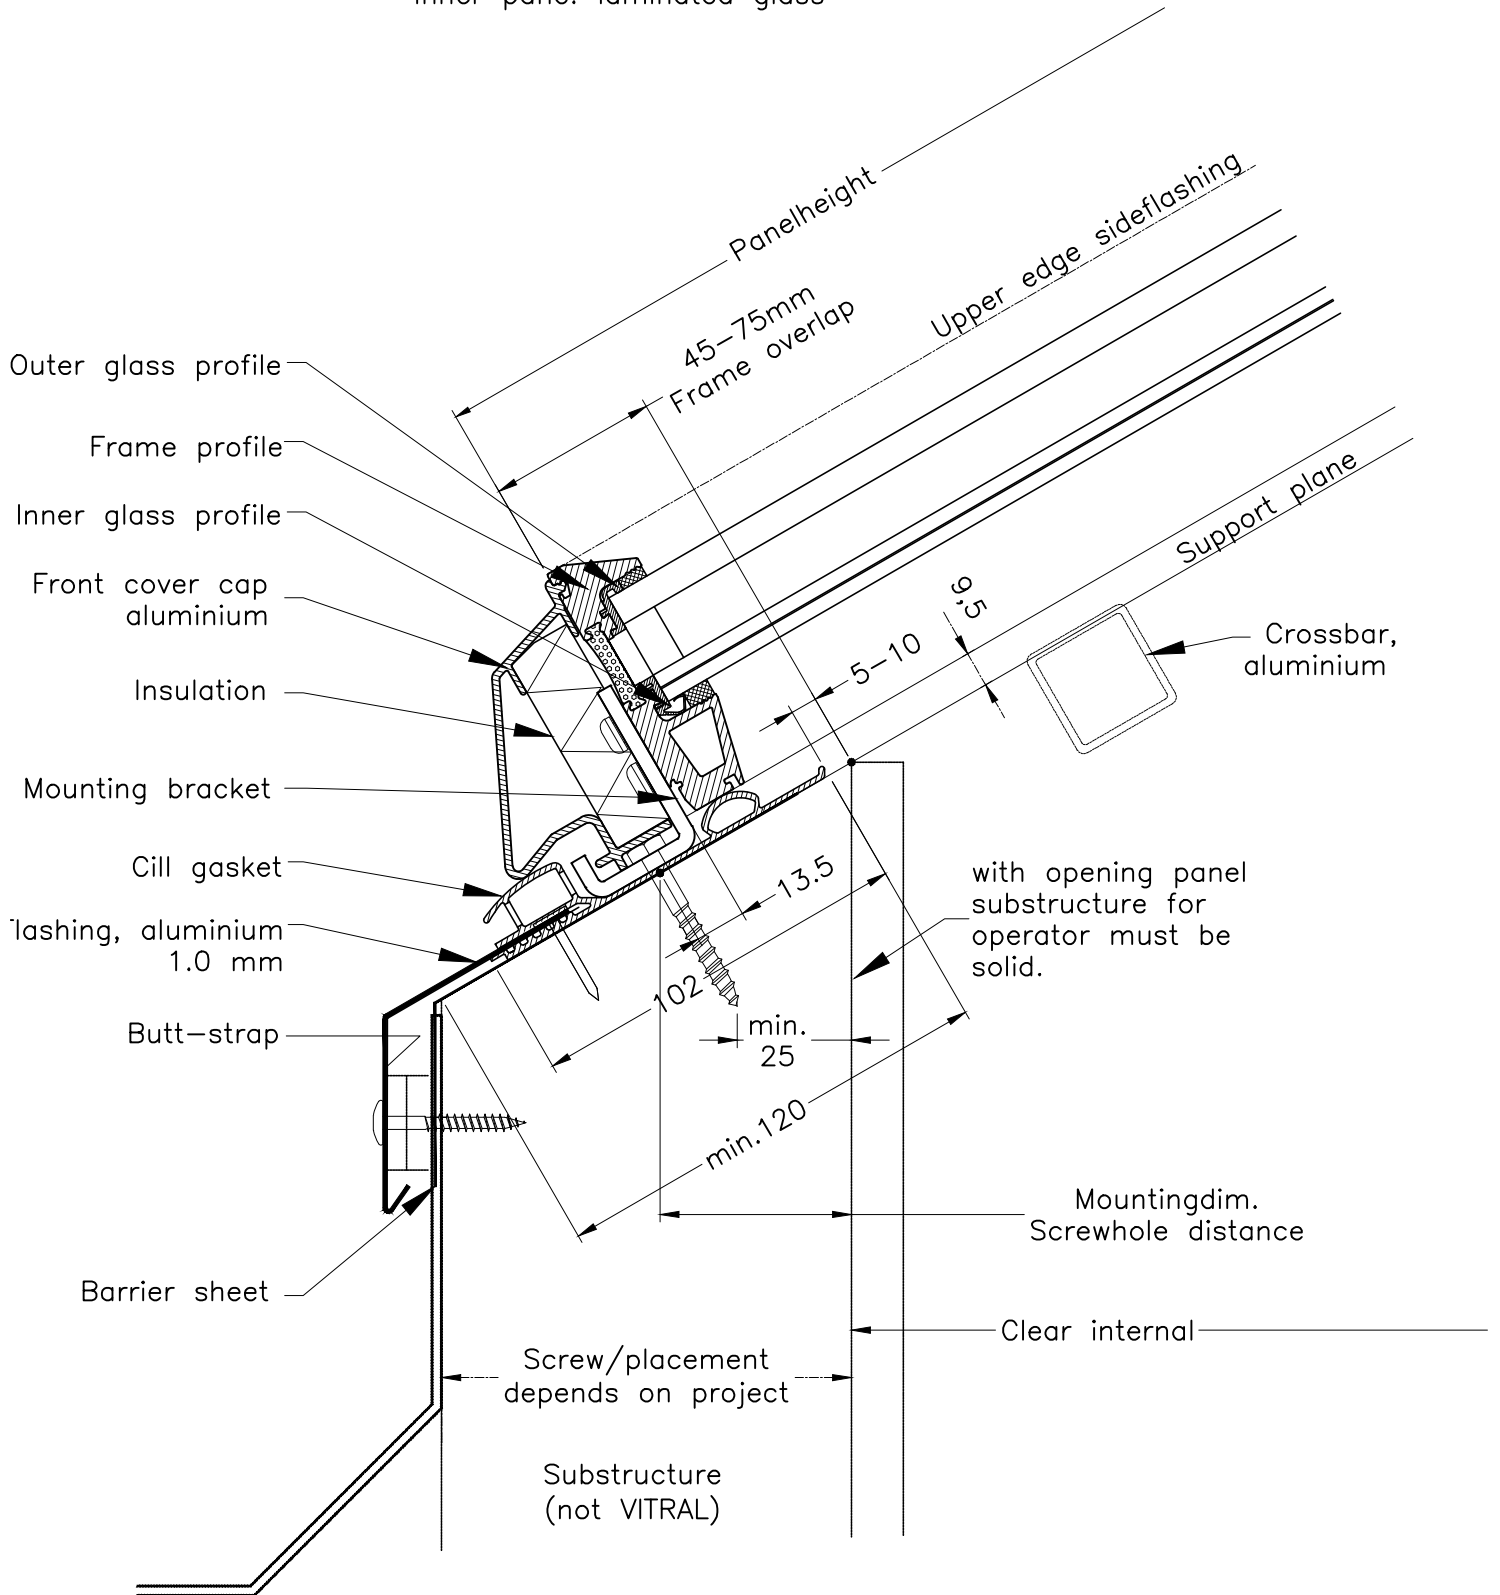 inner pane: laminated glass
Panelheight
Upper edge sideflashing
45-75mm
Frame overlap
Outer glass profile
Frame profile
Inner glass profile
Support plane
Front cover cap
aluminium
9,5
5-10
Crossbar,
aluminium
Insulation
Mounting bracket
Cill gasket
13.5
with opening panel
substructure for
operator must be
solid.
lashing, aluminium
1.0 mm
102
Butt-strap
min.
25
min.120
Mountingdim.
Screwhole distance
Barrier sheet
Clear internal
Screw/placement
depends on project
Substructure
(not VITRAL)